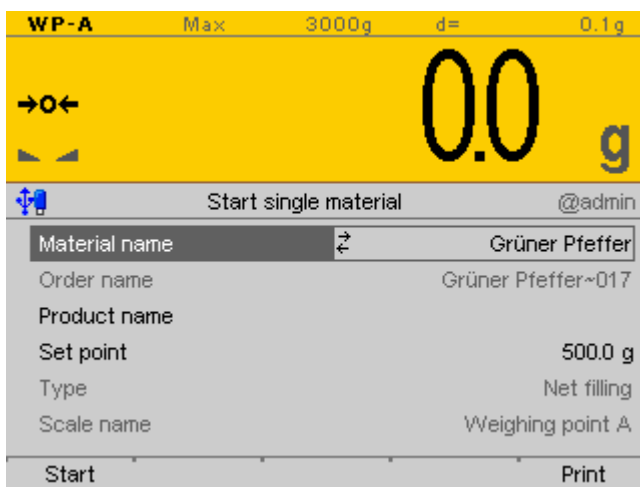 WP-A Max 3000g d= 0.1g
→0←
0.0 g
Start single material @admin
Material name Grüner Pfeffer
Order name Grüner Pfeffer~017
Product name
Set point 500.0 g
Type Net filling
Scale name Weighing point A
Start Print